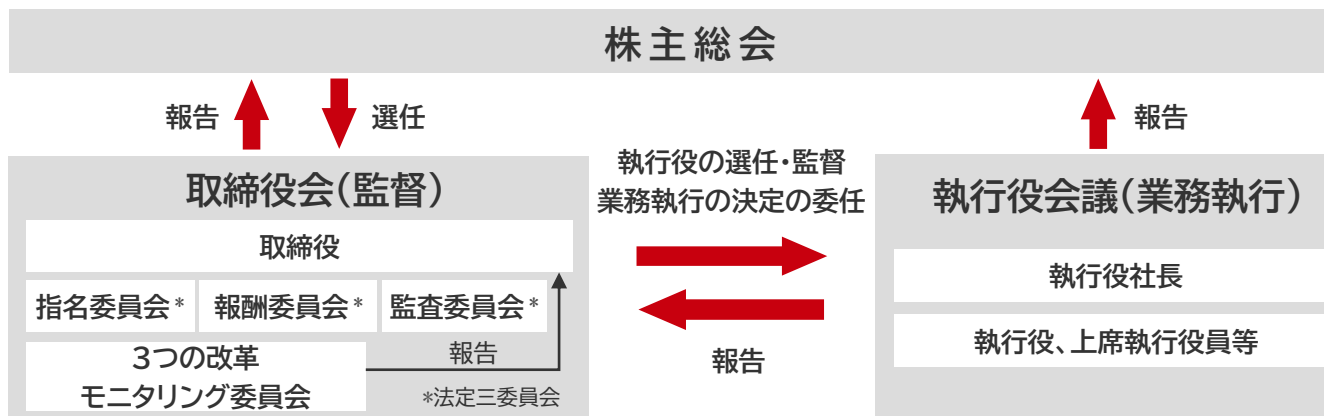 株主総会
報告
選任
報告
取締役会（監督）
取締役
指名委員会*
報酬委員会*
監査委員会*
3つの改革
モニタリング委員会
報告
*法定三委員会
執行役の選任・監督
業務執行の決定の委任
報告
執行役会議（業務執行）
執行役社長
執行役、上席執行役員等